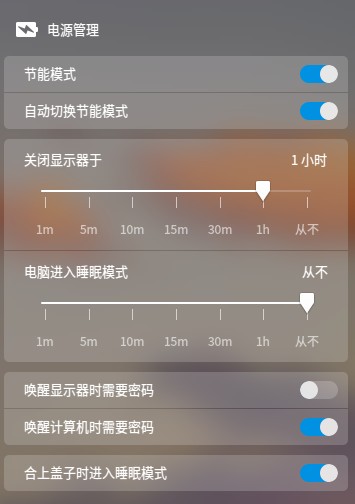 电源管理
节能模式
自动切换节能模式
关闭显示器于 1 小时
1m 5m 10m 15m 30m 1h 从不
电脑进入睡眠模式 从不
1m 5m 10m 15m 30m 1h 从不
唤醒显示器时需要密码
唤醒计算机时需要密码
合上盖子时进入睡眠模式